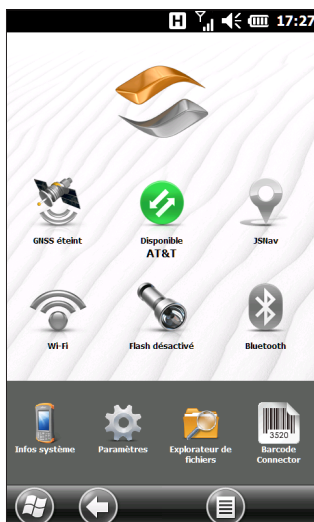 H 17:27
GNSS éteint
Disponible
AT&T
JSNav
Wi-Fi
Flash désactivé
Bluetooth
Infos système
Paramètres
Explorateur de
fichiers
3520
Barcode
Connector